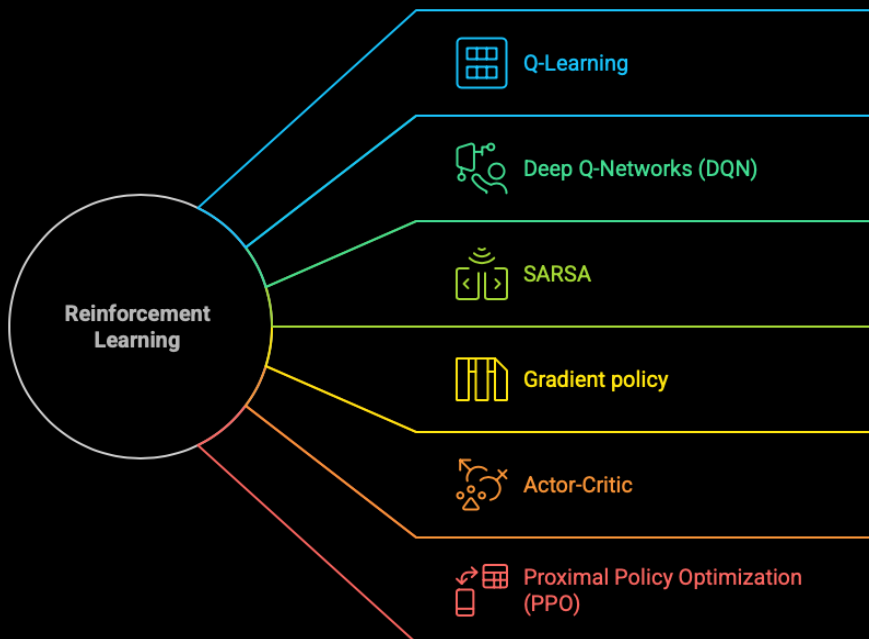 Reinforcement
Learning
Q-Learning
Deep Q-Networks (DQN)
SARSA
Gradient policy
Actor-Critic
Proximal Policy Optimization
(PPO)